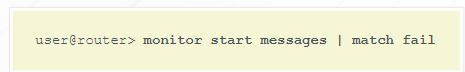 user@router> monitor start messages | match fail